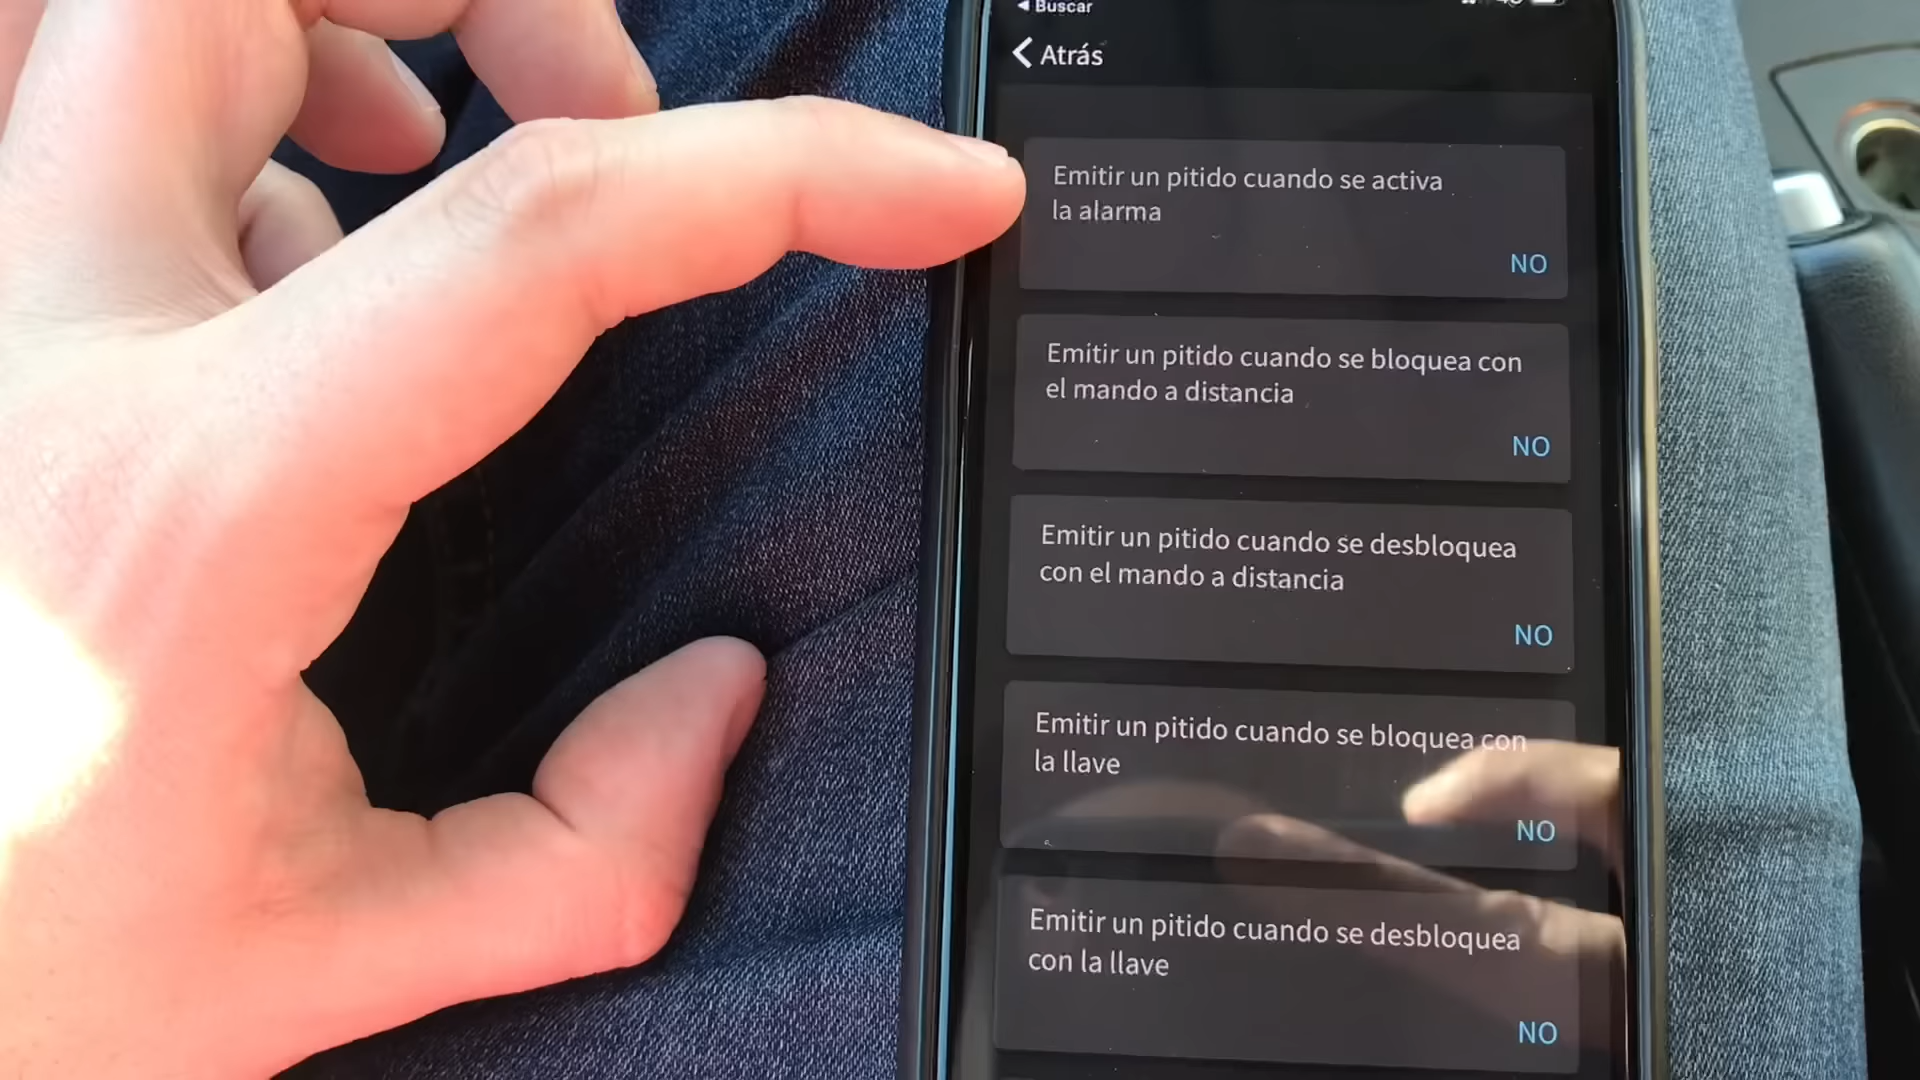 Buscar
Atrás
Emitir un pitido cuando se activa
la alarma
NO
Emitir un pitido cuando se bloquea con
el mando a distancia
NO
Emitir un pitido cuando se desbloquea
con el mando a distancia
NO
Emitir un pitido cuando se bloquea con
la llave
NO
Emitir un pitido cuando se desbloquea
con la llave
NO